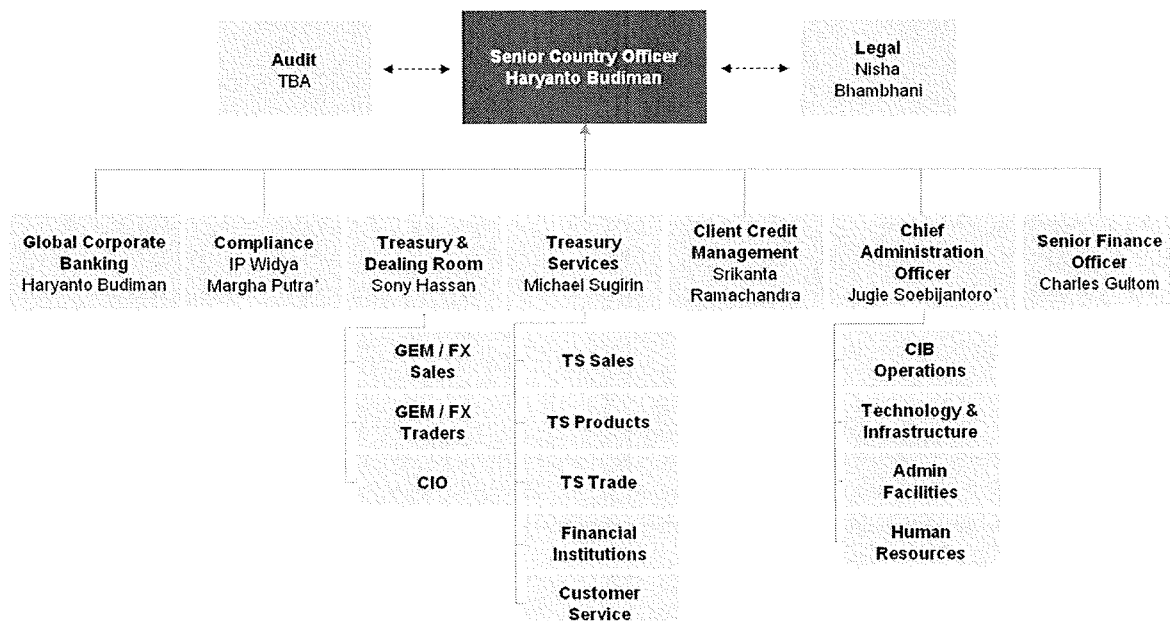 Audit
TBA
Senior Country Officer
Haryanto Budiman
Legal
Nisha
Bhambhani
Global Corporate
Banking
Haryanto Budiman
Compliance
IP Widya
Margha Putra*
Treasury &
Dealing Room
Sony Hassan
Treasury
Services
Michael Sugirin
Client Credit
Management
Srikanta
Ramachandra
Chief
Administration
Officer
Jugie Soebijantoro*
Senior Finance
Officer
Charles Gultom
GEM / FX
Sales
GEM / FX
Traders
CIO
TS Sales
TS Products
TS Trade
Financial
Institutions
Customer
Service
CIB
Operations
Technology &
Infrastructure
Admin
Facilities
Human
Resources